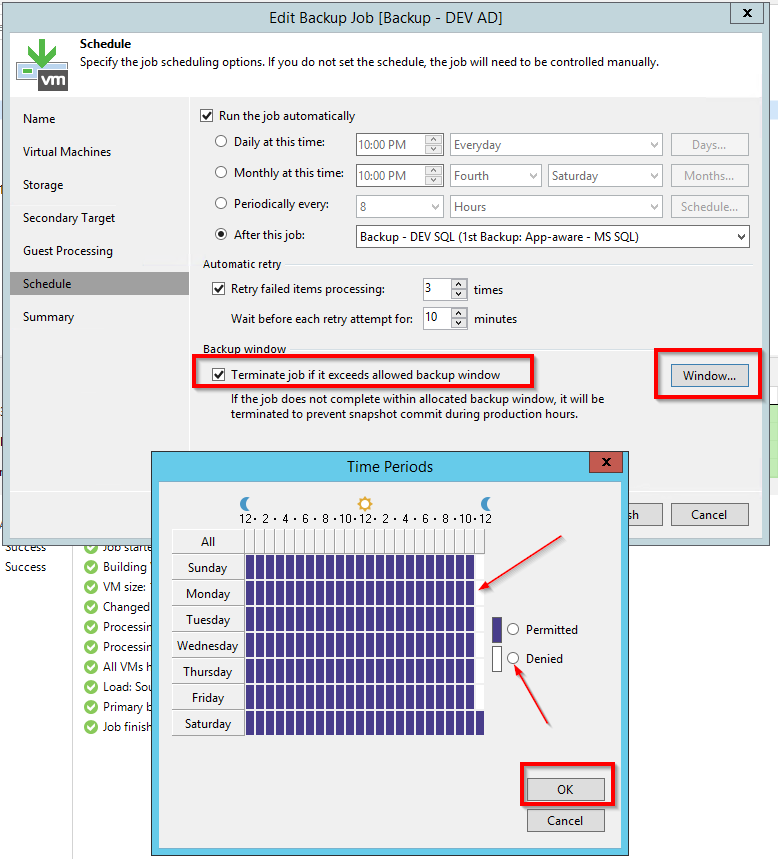 Edit Backup Job [Backup - DEV AD]
X
Schedule
Specify the job scheduling options. If you do not set the schedule, the job will need to be controlled manually.
vm
Name
Virtual Machines
Storage
Secondary Target
Guest Processing
Schedule
Summary
Run the job automatically
Daily at this time: 10:00 PM Everyday Days...
Monthly at this time: 10:00 PM Fourth Saturday Months...
Periodically every: 8 Hours Schedule...
After this job: Backup - DEV SQL (1st Backup: App-aware - MS SQL)
Automatic retry
Retry failed items processing: 3 times
Wait before each retry attempt for: 10 minutes
Backup window
Terminate job if it exceeds allowed backup window Window...
If the job does not complete within allocated backup window, it will be
terminated to prevent snapshot commit during production hours.
Cancel
Time Periods
X
12 · 2 · 4 · 6 · 8 · 10 · 12 · 2 · 4 · 6 · 8 · 10 · 12
All
Sunday
Monday
Tuesday
Wednesday
Thursday
Friday
Saturday
Permitted
Denied
OK
Cancel
Success
Success
Job starte
Building
VM size:
Changed
Processin
Processin
All VMs h
Load: Sou
Primary b
Job finish